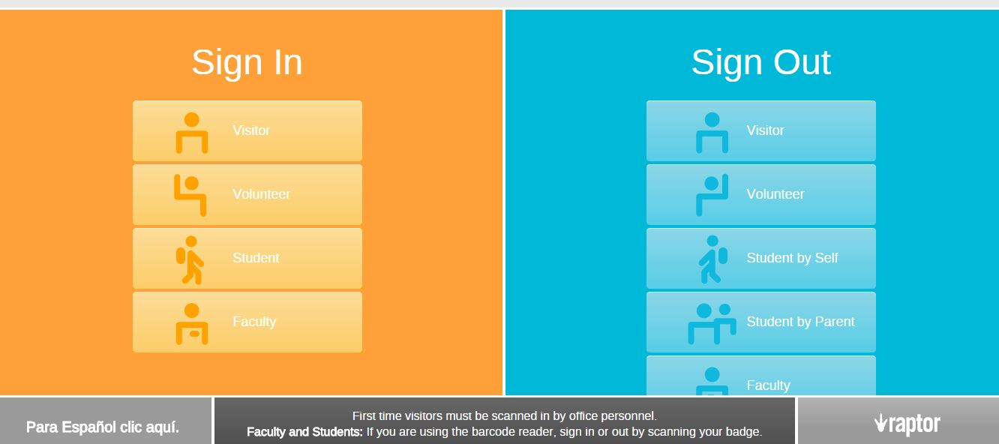 Sign In
Visitor
Volunteer
Student
Faculty
Sign Out
Visitor
Volunteer
Student by Self
Student by Parent
Faculty
Para Español clic aquí.
First time visitors must be scanned in by office personnel.
Faculty and Students: If you are using the barcode reader, sign in or out by scanning your badge.
raptor